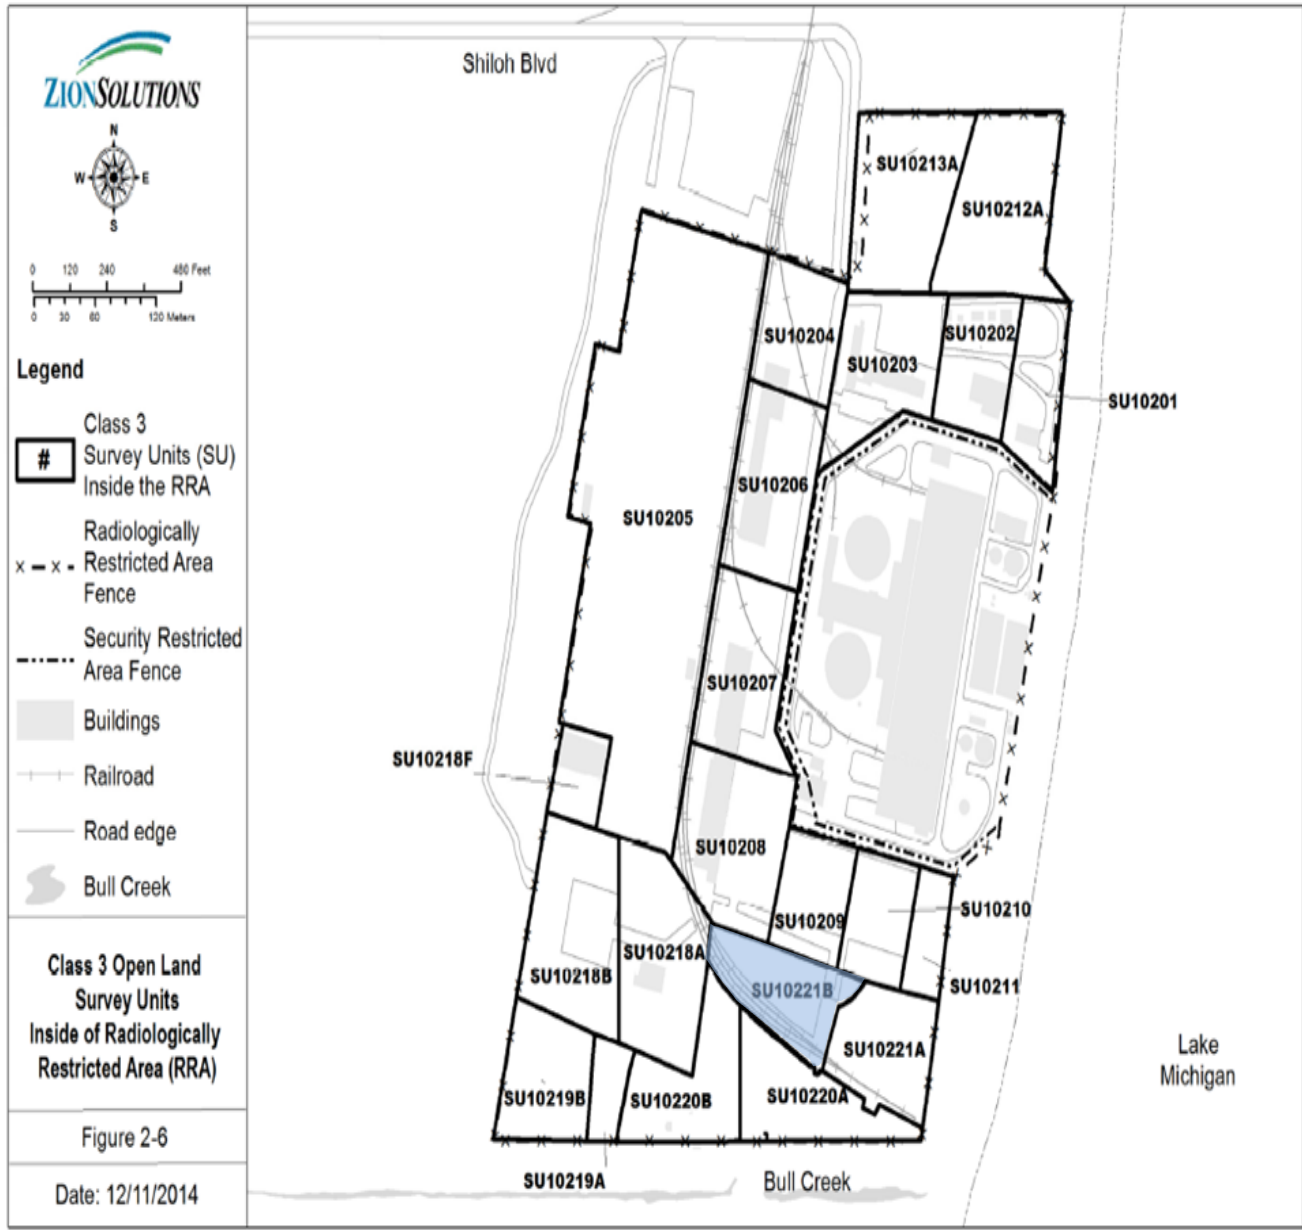 ZIONSOLUTIONS
N
W E
S
0 120 240 480 Feet
0 30 60 120 Meters
Legend
#
Class 3
Survey Units (SU)
Inside the RRA
Radiologically
Restricted Area
Fence
Security Restricted
Area Fence
Buildings
Railroad
Road edge
Bull Creek
Class 3 Open Land
Survey Units
Inside of Radiologically
Restricted Area (RRA)
Figure 2-6
Date: 12/11/2014
Shiloh Blvd
SU10213A
SU10212A
SU10204
SU10203
SU10202
SU10201
SU10206
SU10205
SU10207
SU10218F
SU10208
SU10209
SU10210
SU10218A
SU10218B
SU10221B
SU10211
SU10221A
Lake
Michigan
SU10219B
SU10220B
SU10220A
SU10219A
Bull Creek